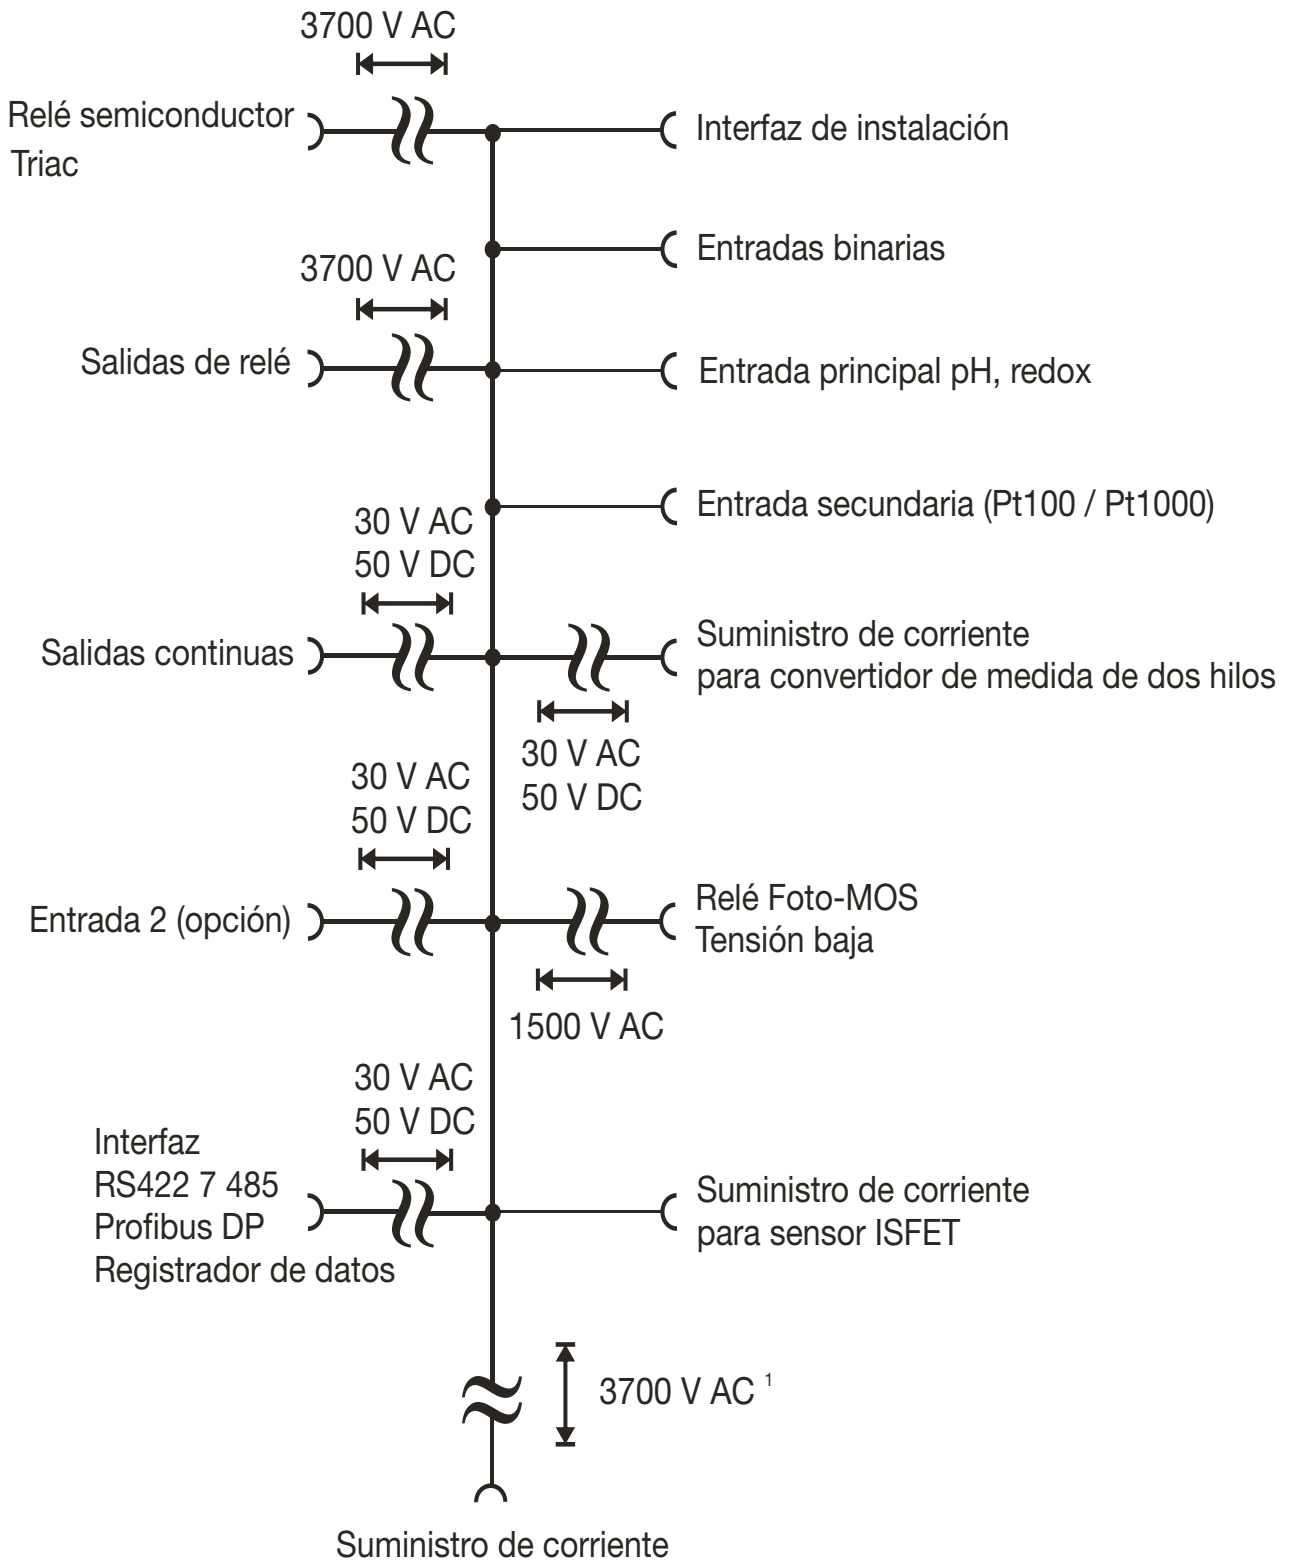 3700 V AC
Relé semiconductor
Triac
Interfaz de instalación
Entradas binarias
3700 V AC
Salidas de relé
Entrada principal pH, redox
Entrada secundaria (Pt100 / Pt1000)
30 V AC
50 V DC
Salidas continuas
Suministro de corriente
para convertidor de medida de dos hilos
30 V AC
50 V DC
30 V AC
50 V DC
Entrada 2 (opción)
Relé Foto-MOS
Tensión baja
1500 V AC
30 V AC
50 V DC
Interfaz
RS422 7 485
Profibus DP
Registrador de datos
Suministro de corriente
para sensor ISFET
3700 V AC 1
Suministro de corriente